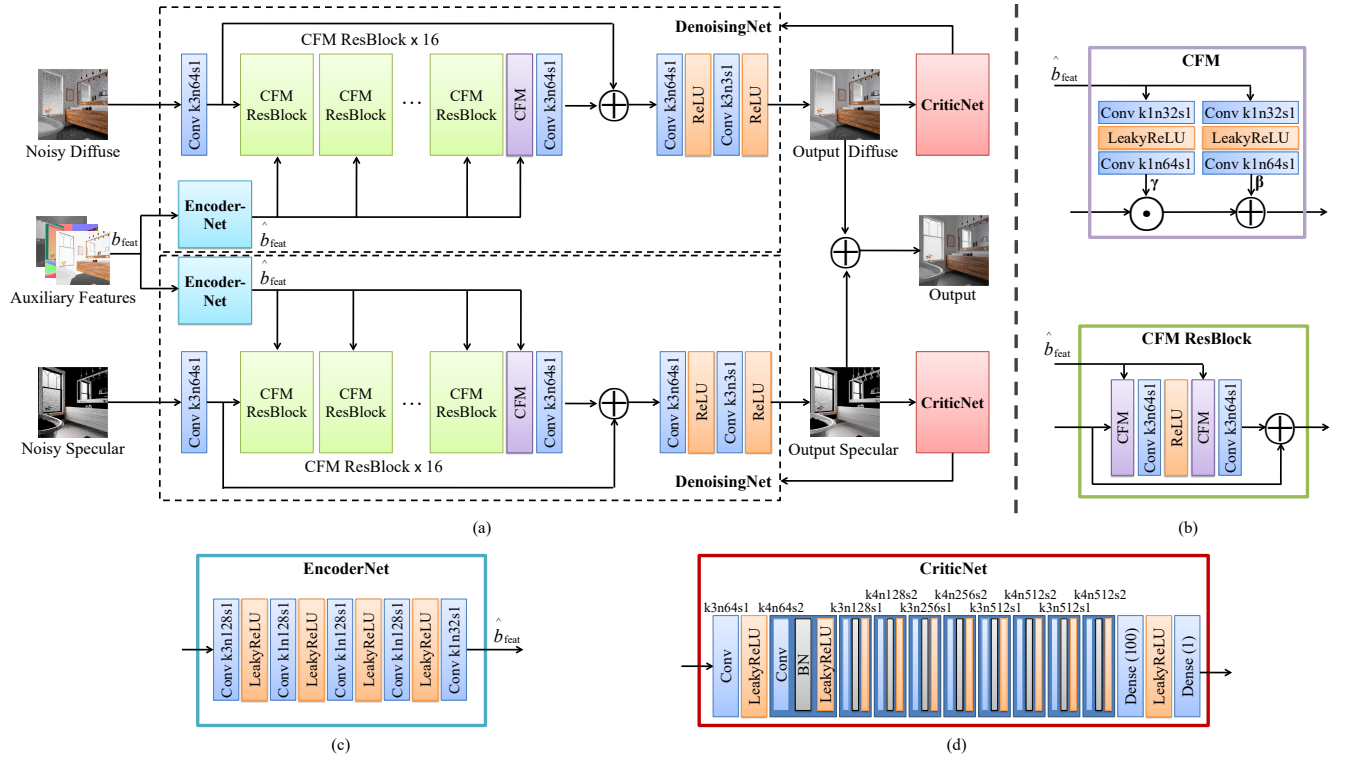 DenoisingNet
CFM ResBlock x 16
Conv k3n64s1
CFM
ResBlock
CFM
ResBlock
...
CFM
ResBlock
CFM
Conv k3n64s1
Conv k3n64s1
ReLU
Conv k3n3s1
ReLU
CriticNet
Noisy Diffuse
Output Diffuse
Encoder-
Net
b̂feat
bfeat
Auxiliary Features
Encoder-
Net
b̂feat
Output
Conv k3n64s1
CFM
ResBlock
CFM
ResBlock
...
CFM
ResBlock
CFM
Conv k3n64s1
Conv k3n64s1
ReLU
Conv k3n3s1
ReLU
CriticNet
Noisy Specular
Output Specular
CFM ResBlock x 16
DenoisingNet
(a)
CFM
b̂feat
Conv k1n32s1
Conv k1n32s1
LeakyReLU
LeakyReLU
Conv k1n64s1
Conv k1n64s1
γ
β
CFM ResBlock
b̂feat
CFM
Conv k3n64s1
ReLU
CFM
Conv k3n64s1
(b)
EncoderNet
Conv k3n128s1
LeakyReLU
Conv k1n128s1
LeakyReLU
Conv k1n128s1
LeakyReLU
Conv k1n128s1
LeakyReLU
Conv k1n32s1
b̂feat
(c)
CriticNet
k3n64s1
k4n64s2
k3n128s1
k4n128s2
k3n256s1
k4n256s2
k3n512s1
k4n512s2
k3n512s1
k4n512s2
Conv
LeakyReLU
Conv
BN
LeakyReLU
Dense (100)
LeakyReLU
Dense (1)
(d)